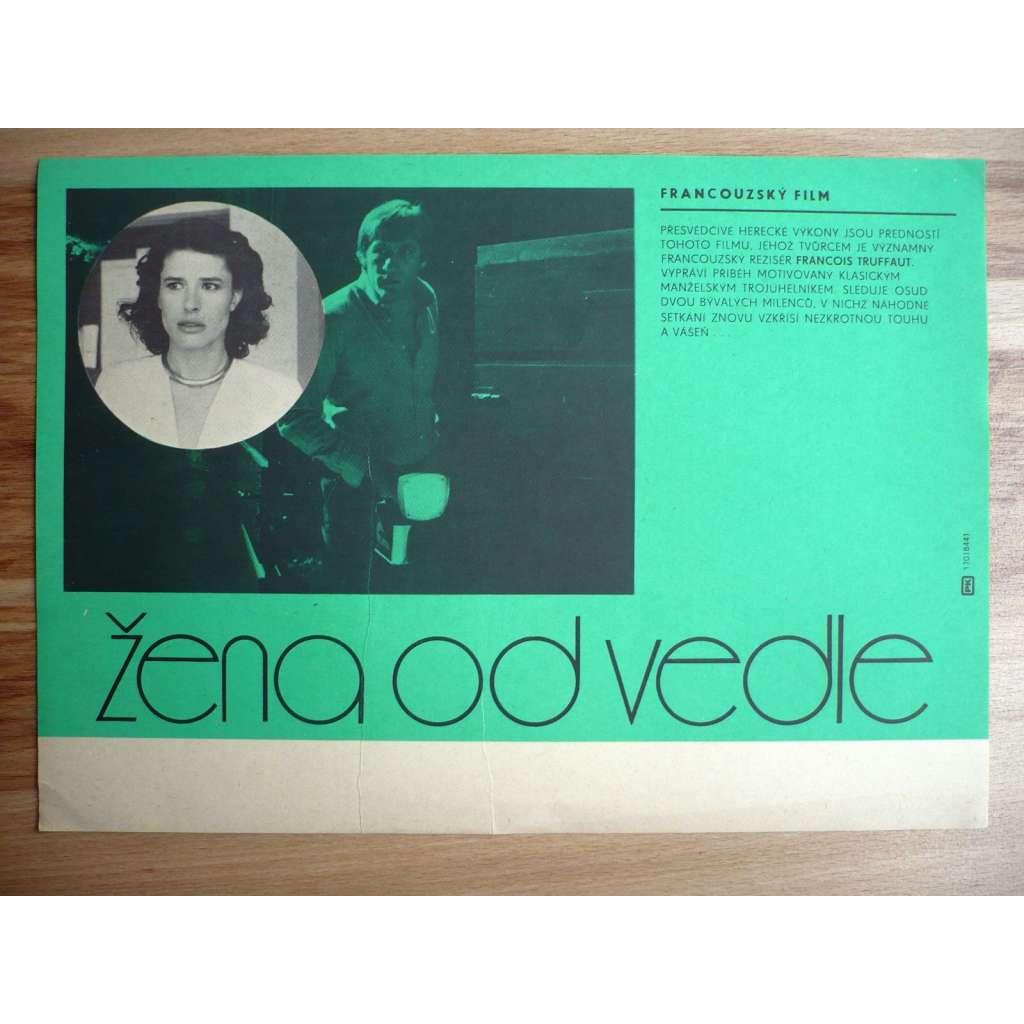 FRANCOUZSKÝ FILM
PŘESVĚDČIVÉ HERECKÉ VÝKONY JSOU PŘEDNOSTÍ
TOHOTO FILMU, JEHOŽ TVŮRCEM JE VÝZNAMNÝ
FRANCOUZSKÝ REŽISÉR FRANCOIS TRUFFAUT.
VYPRÁVÍ PŘÍBĚH MOTIVOVANÝ KLASICKÝM
MANŽELSKÝM TROJÚHELNÍKEM. SLEDUJE OSUD
DVOU BÝVALÝCH MILENCŮ, V NICHŽ NÁHODNÉ
SETKÁNÍ ZNOVU VZKŘÍSÍ NEZKROTNOU TOUHU
A VÁŠEŇ . . .
PK 17018441
žena od vedle